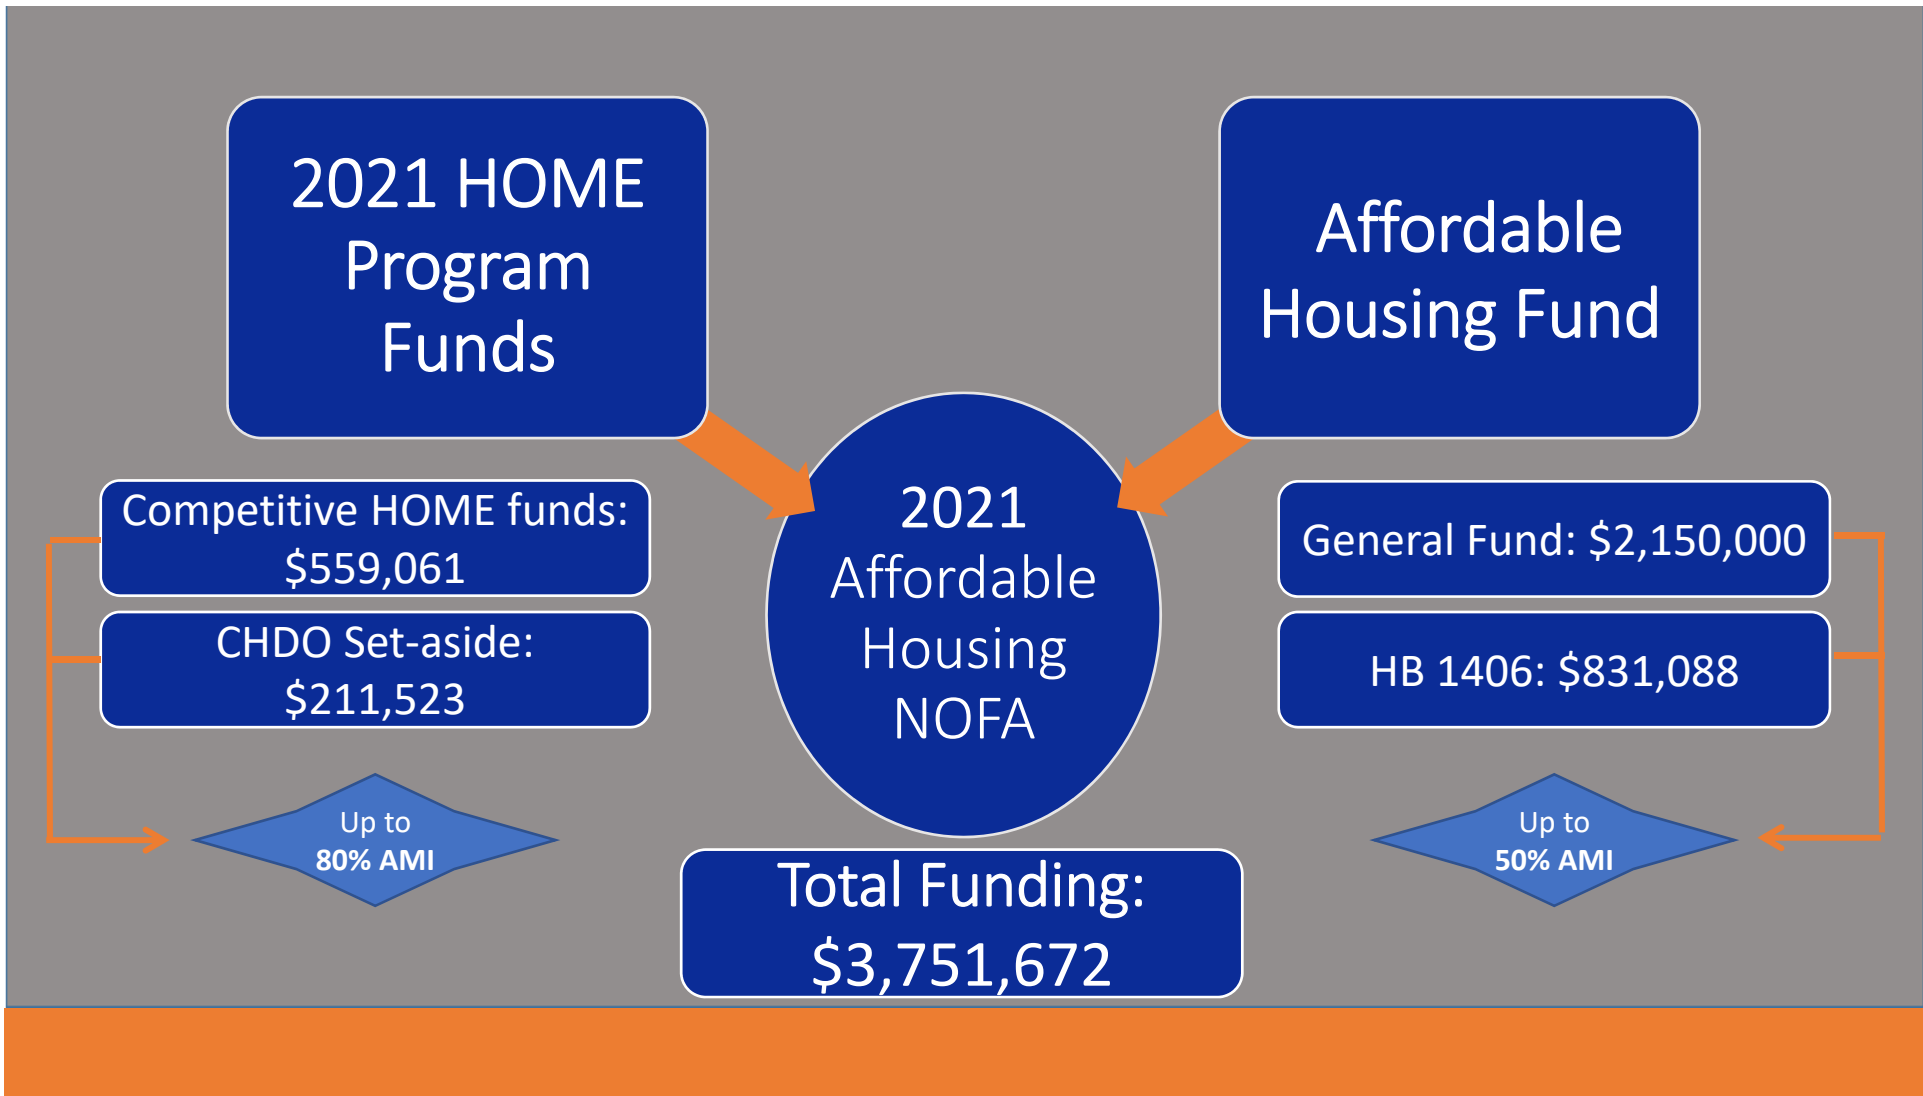 2021 HOME
Program
Funds
Affordable
Housing Fund
Competitive HOME funds:
$559,061
CHDO Set-aside:
$211,523
Up to
80% AMI
2021
Affordable
Housing
NOFA
General Fund: $2,150,000
HB 1406: $831,088
Up to
50% AMI
Total Funding:
$3,751,672